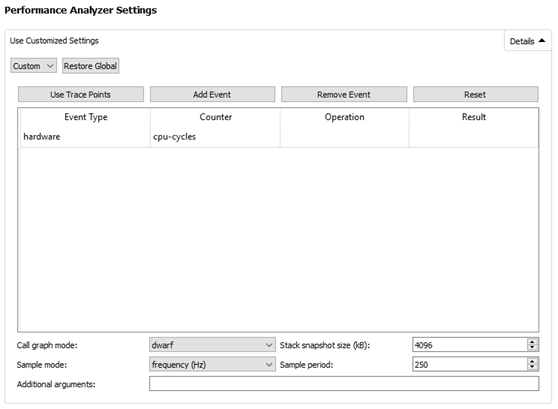 Performance Analyzer Settings
Use Customized Settings
Details
Custom
Restore Global
Use Trace Points
Add Event
Remove Event
Reset
Event Type
Counter
Operation
Result
hardware
cpu-cycles
Call graph mode:
dwarf
Stack snapshot size (kB):
4096
Sample mode:
frequency (Hz)
Sample period:
250
Additional arguments: